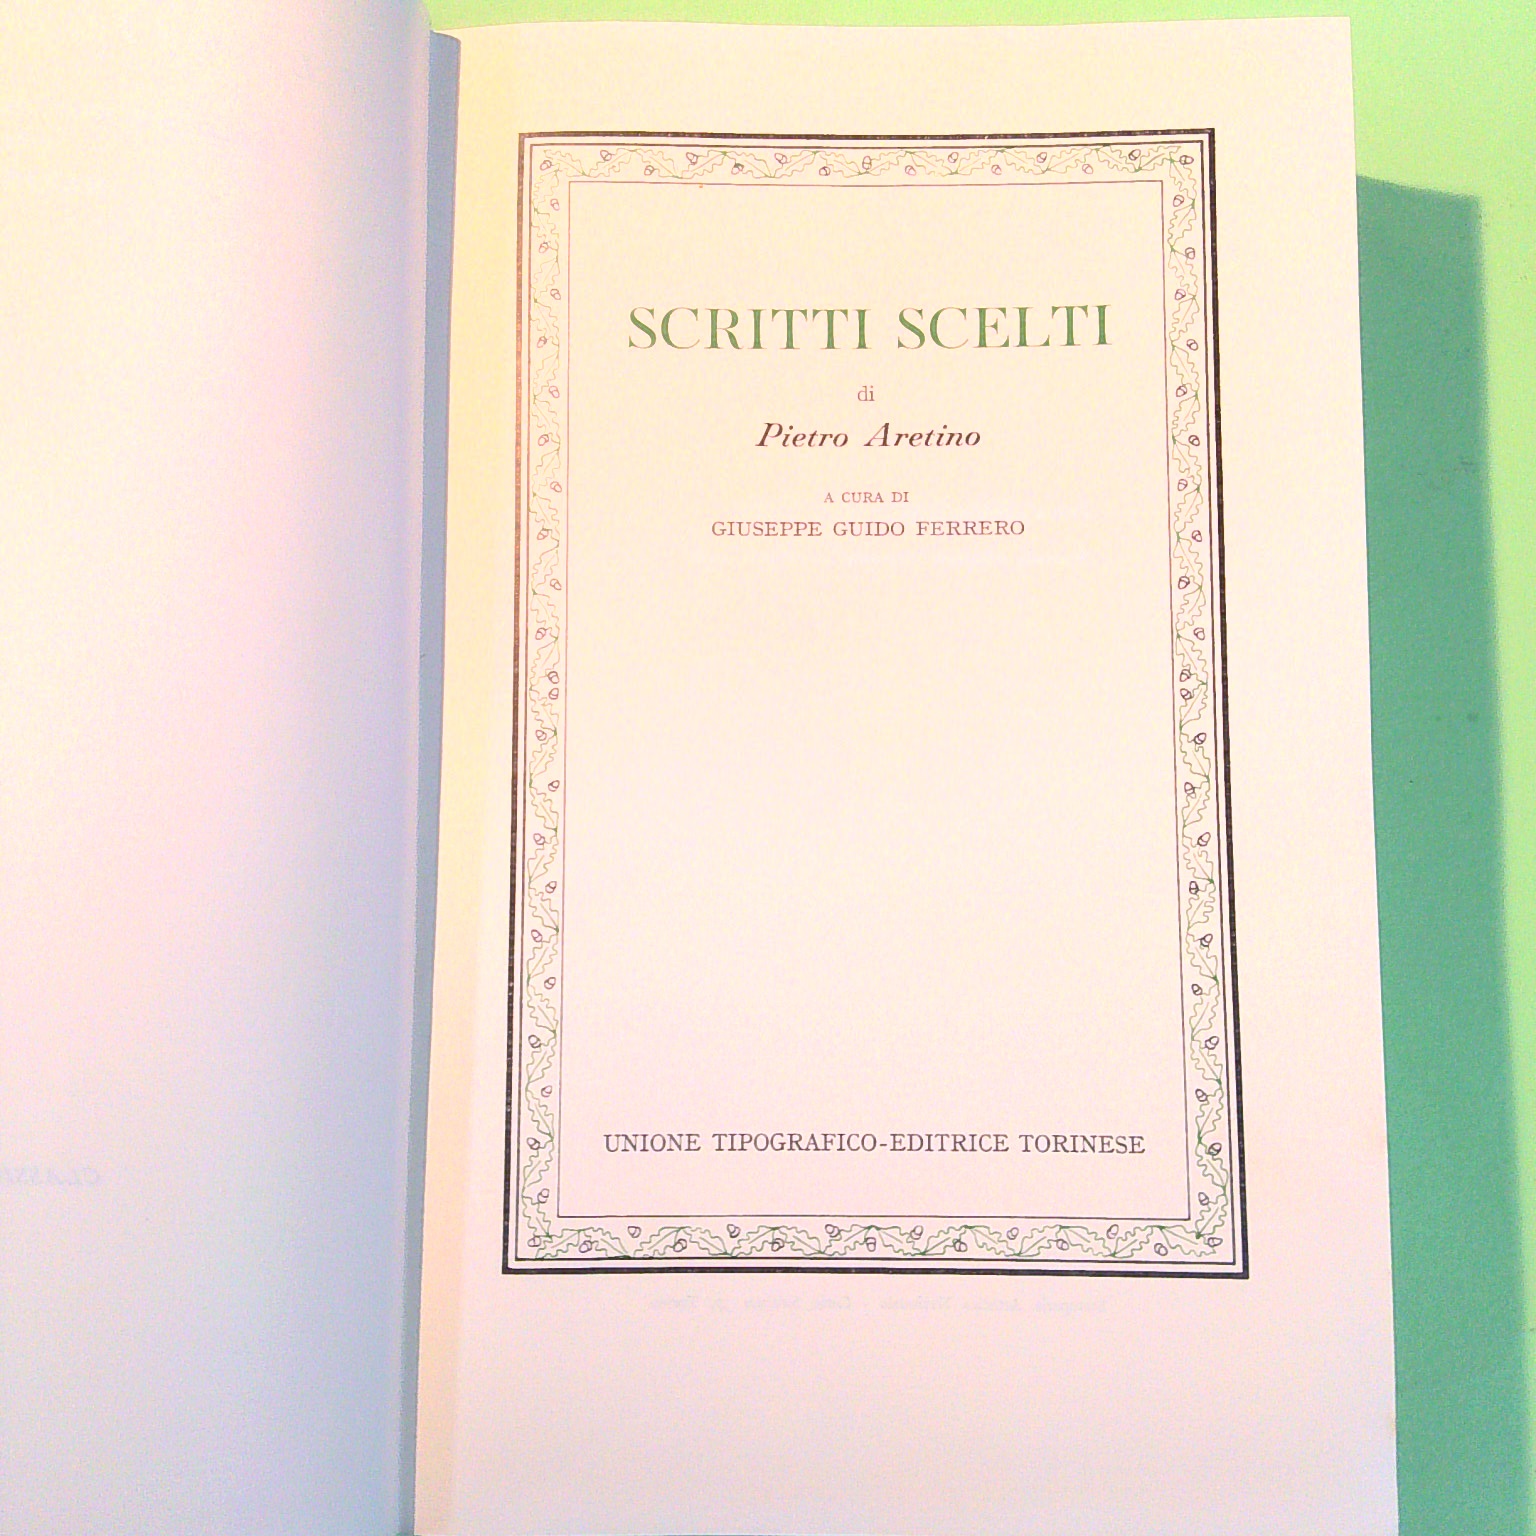 SCRITTI SCELTI
di
Pietro Aretino
A CURA DI
GIUSEPPE GUIDO FERRERO
UNIONE TIPOGRAFICO-EDITRICE TORINESE